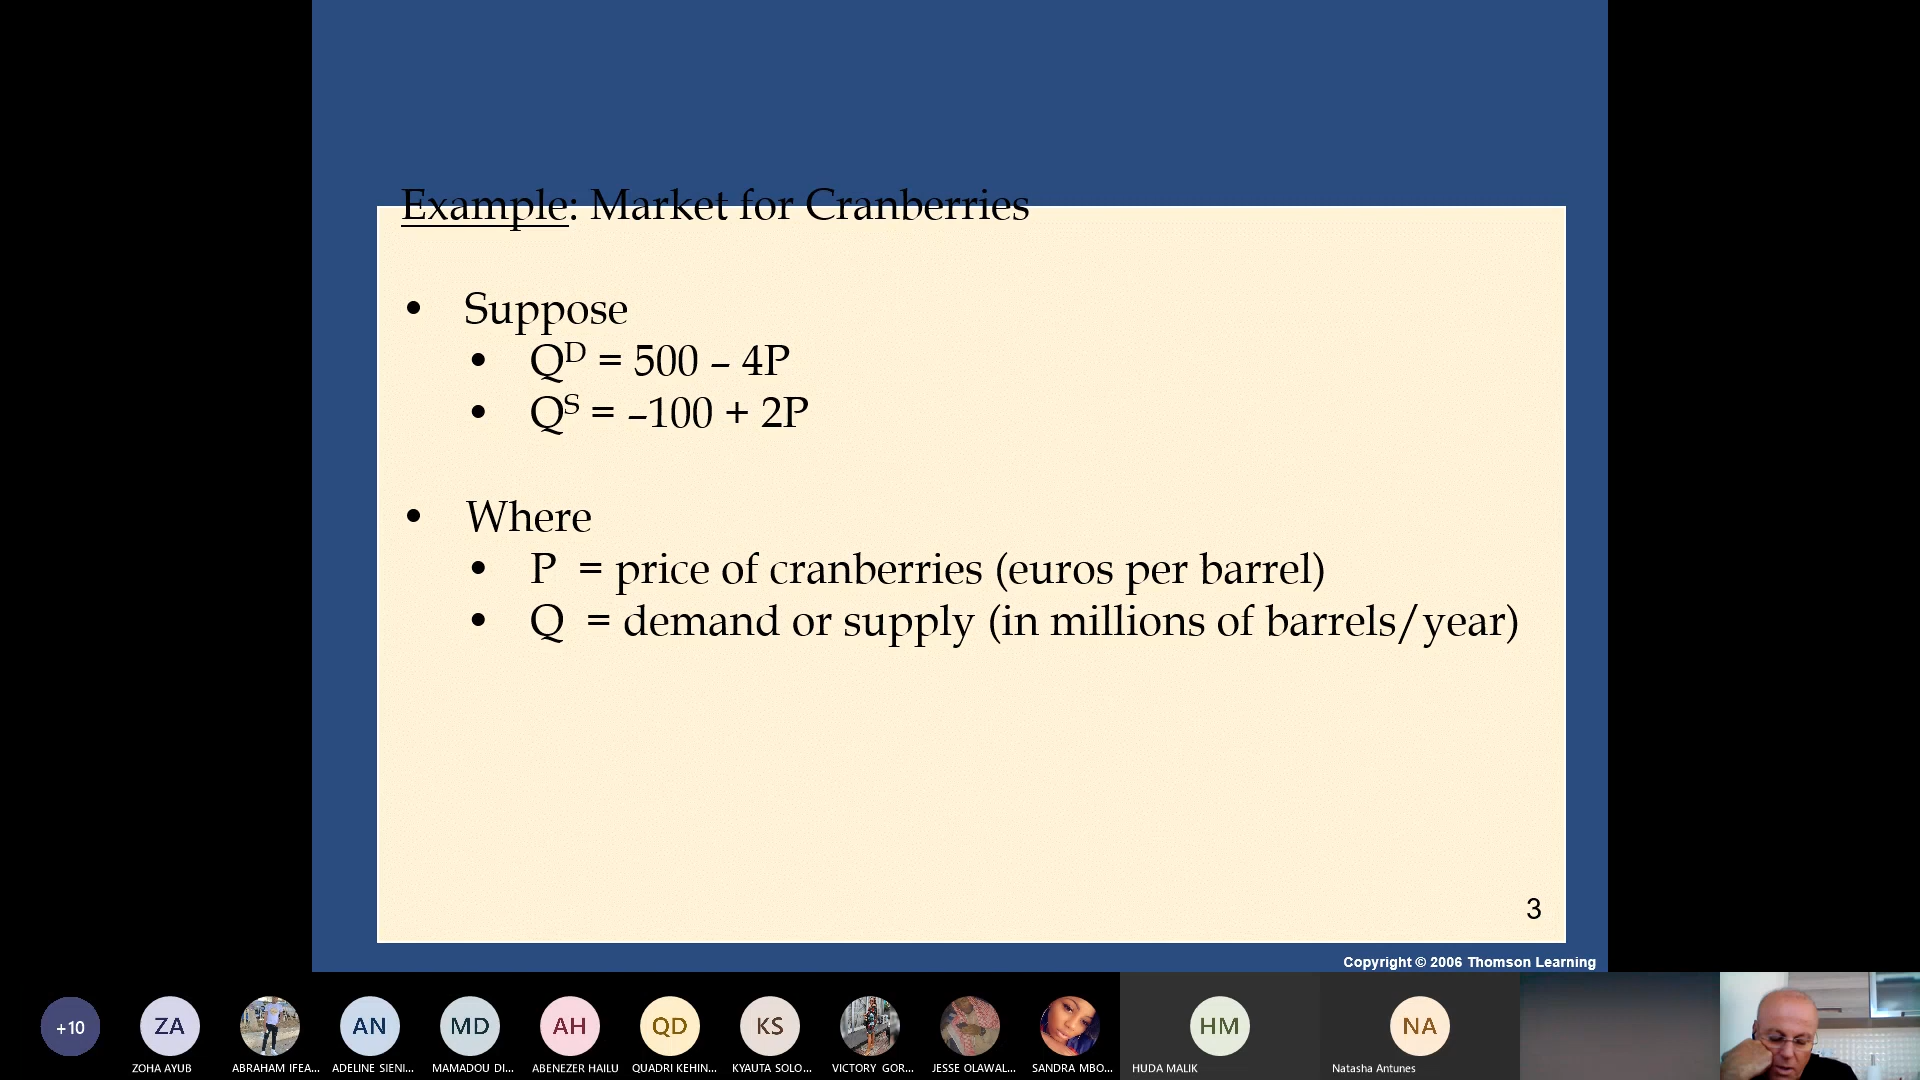 Example: Market for Cranberries
• Suppose
• Qᴰ = 500 – 4P
• Qˢ = –100 + 2P
• Where
• P = price of cranberries (euros per barrel)
• Q = demand or supply (in millions of barrels/year)
3
Copyright © 2006 Thomson Learning
+10 ZA AN MD AH QD KS HM NA
ZOHA AYUB ABRAHAM IFEA... ADELINE SIENI... MAMADOU DI... ABENEZER HAILU QUADRI KEHIN... KYAUTA SOLO... VICTORY GOR... JESSE OLAWAL... SANDRA MBO... HUDA MALIK Natasha Antunes